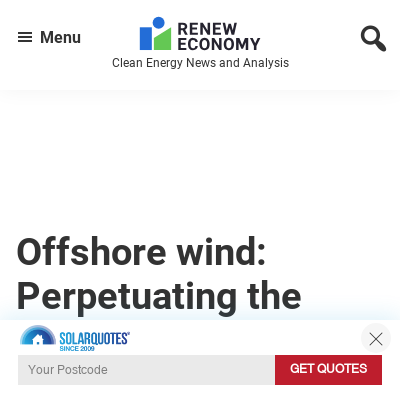 Menu
RENEW
ECONOMY
Clean Energy News and Analysis
Offshore wind:
Perpetuating the
SOLARQUOTES®
SINCE 2009
Your Postcode
GET QUOTES